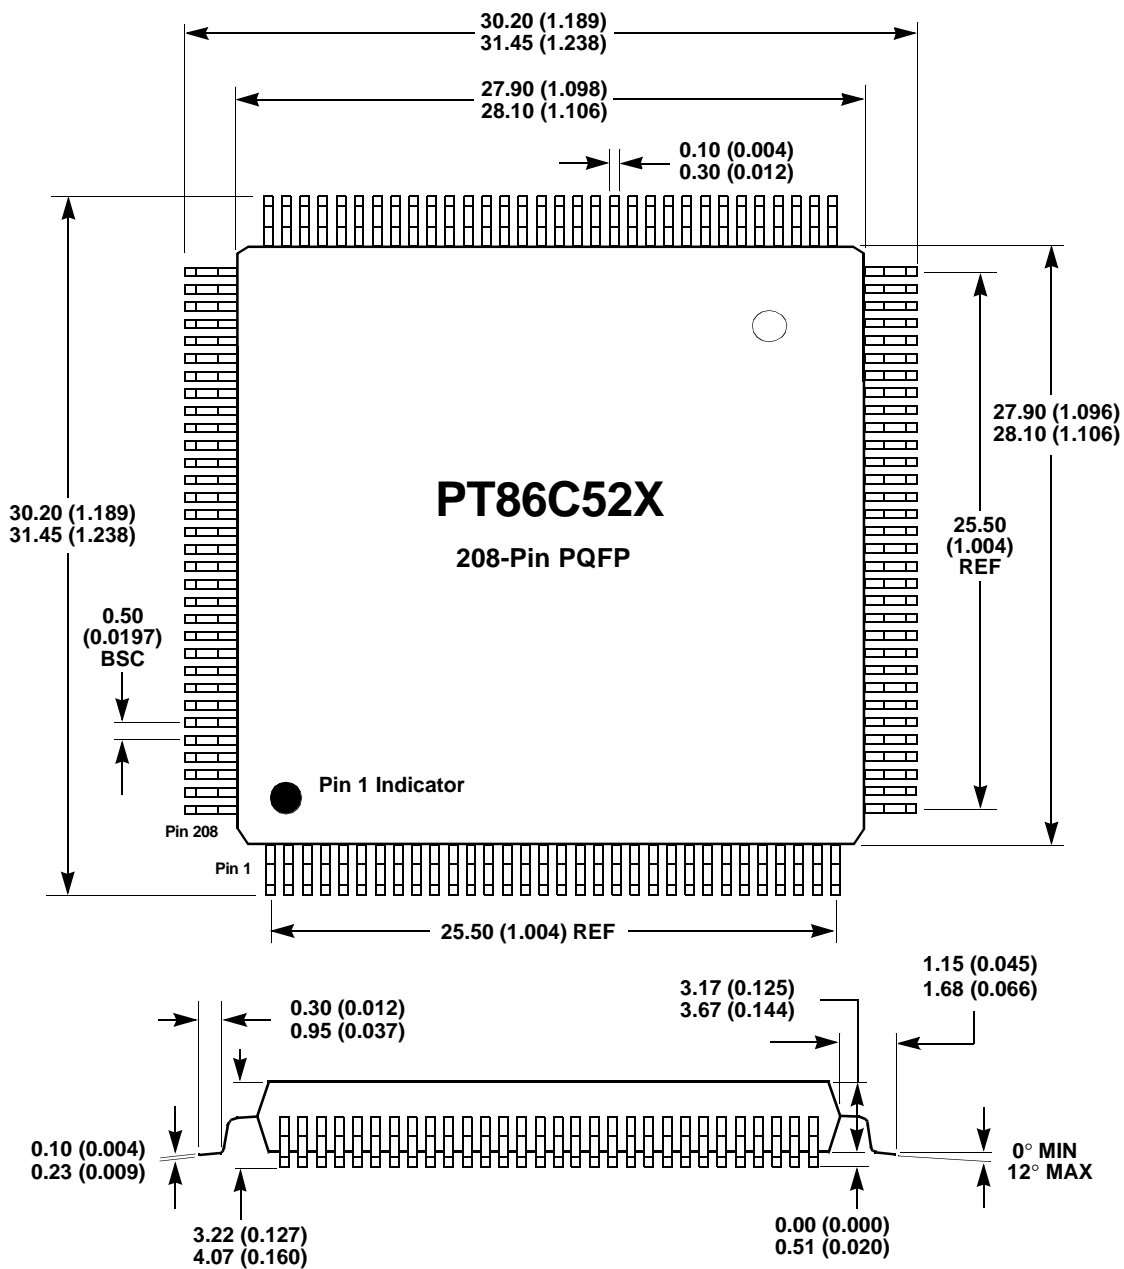 30.20 (1.189)
31.45 (1.238)
27.90 (1.098)
28.10 (1.106)
0.10 (0.004)
0.30 (0.012)
27.90 (1.096)
28.10 (1.106)
PT86C52X
208-Pin PQFP
30.20 (1.189)
31.45 (1.238)
25.50
(1.004)
REF
0.50
(0.0197)
BSC
Pin 1 Indicator
Pin 208
Pin 1
25.50 (1.004) REF
1.15 (0.045)
1.68 (0.066)
3.17 (0.125)
3.67 (0.144)
0.30 (0.012)
0.95 (0.037)
0.10 (0.004)
0.23 (0.009)
0° MIN
12° MAX
3.22 (0.127)
4.07 (0.160)
0.00 (0.000)
0.51 (0.020)